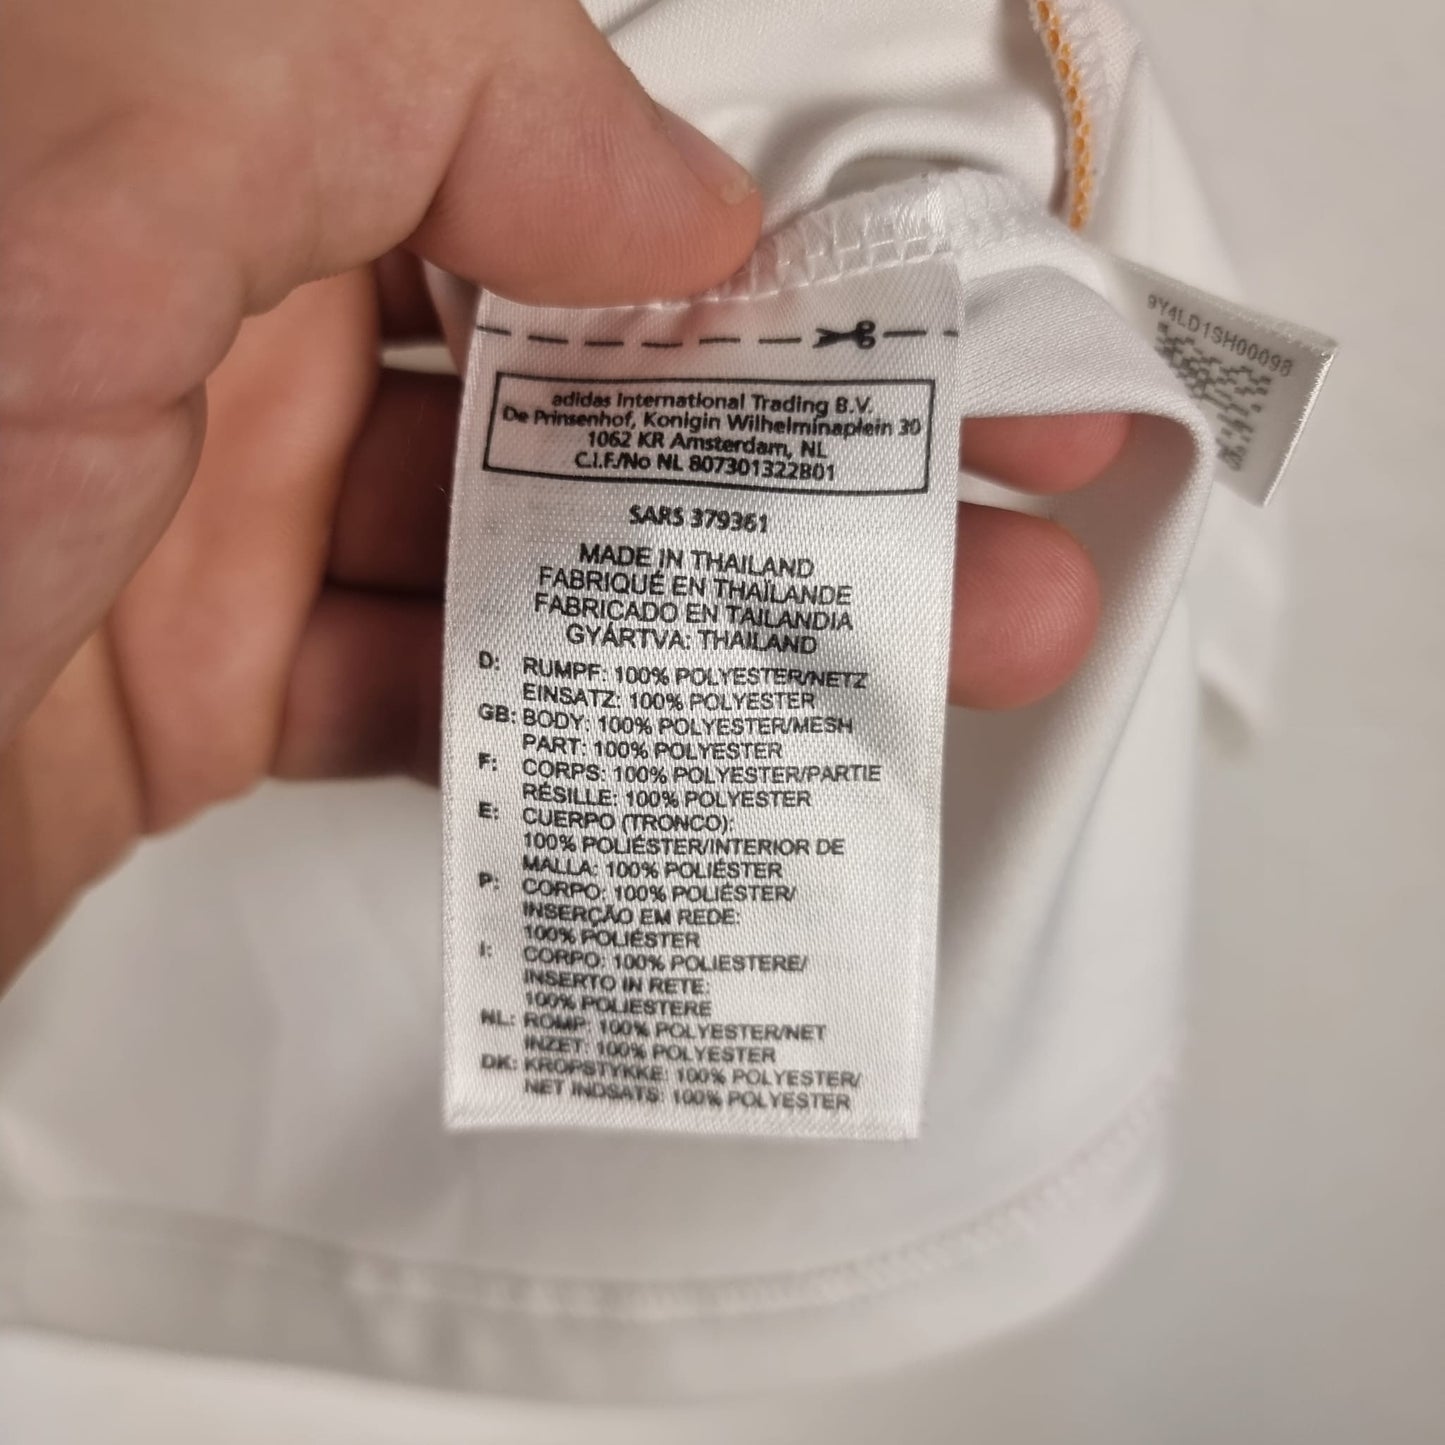 adidas International Trading B.V.
De Prinsenhof, Konigin Wilhelminaplein 30
1062 KR Amsterdam, NL
C.I.F./No NL 807301322B01
SARS 379361
MADE IN THAILAND
FABRIQUÉ EN THAÏLANDE
FABRICADO EN TAILANDIA
GYÁRTVA: THAILAND
D: RUMPF: 100% POLYESTER/NETZ
EINSATZ: 100% POLYESTER
GB: BODY: 100% POLYESTER/MESH
PART: 100% POLYESTER
F: CORPS: 100% POLYESTER/PARTIE
RÉSILLE: 100% POLYESTER
E: CUERPO (TRONCO):
100% POLIÉSTER/INTERIOR DE
MALLA: 100% POLIÉSTER
P: CORPO: 100% POLIÉSTER/
INSERÇÃO EM REDE:
100% POLIÉSTER
I: CORPO: 100% POLIESTERE/
INSERTO IN RETE:
100% POLIESTERE
NL: ROMP: 100% POLYESTER/NET
INZET: 100% POLYESTER
DK: KROPSTYKKE: 100% POLYESTER/
NET INDSATS: 100% POLYESTER
9Y4LD1SH00098